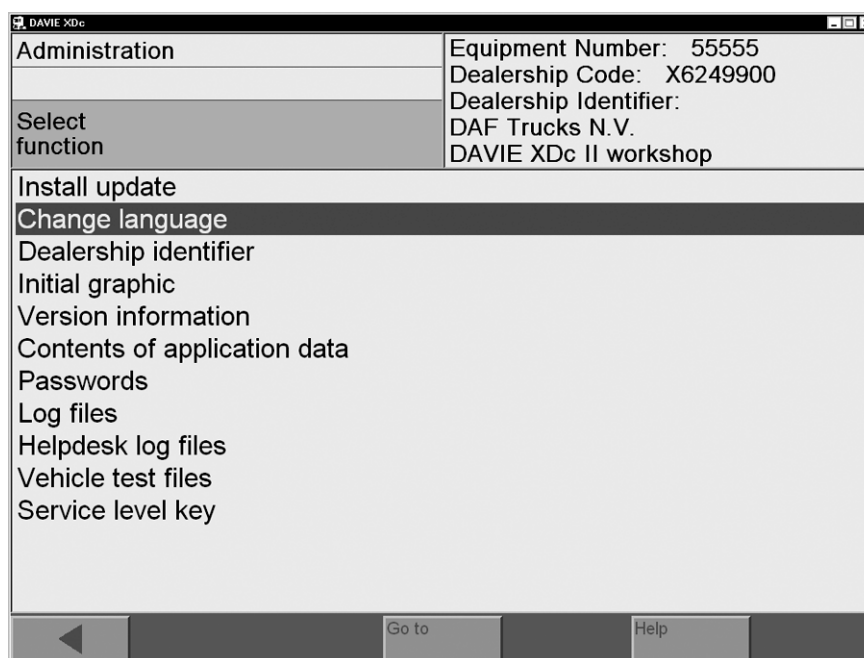 DAVIE XDc
Administration
Select
function
Equipment Number: 55555
Dealership Code: X6249900
Dealership Identifier:
DAF Trucks N.V.
DAVIE XDc II workshop
Install update
Change language
Dealership identifier
Initial graphic
Version information
Contents of application data
Passwords
Log files
Helpdesk log files
Vehicle test files
Service level key
Go to
Help